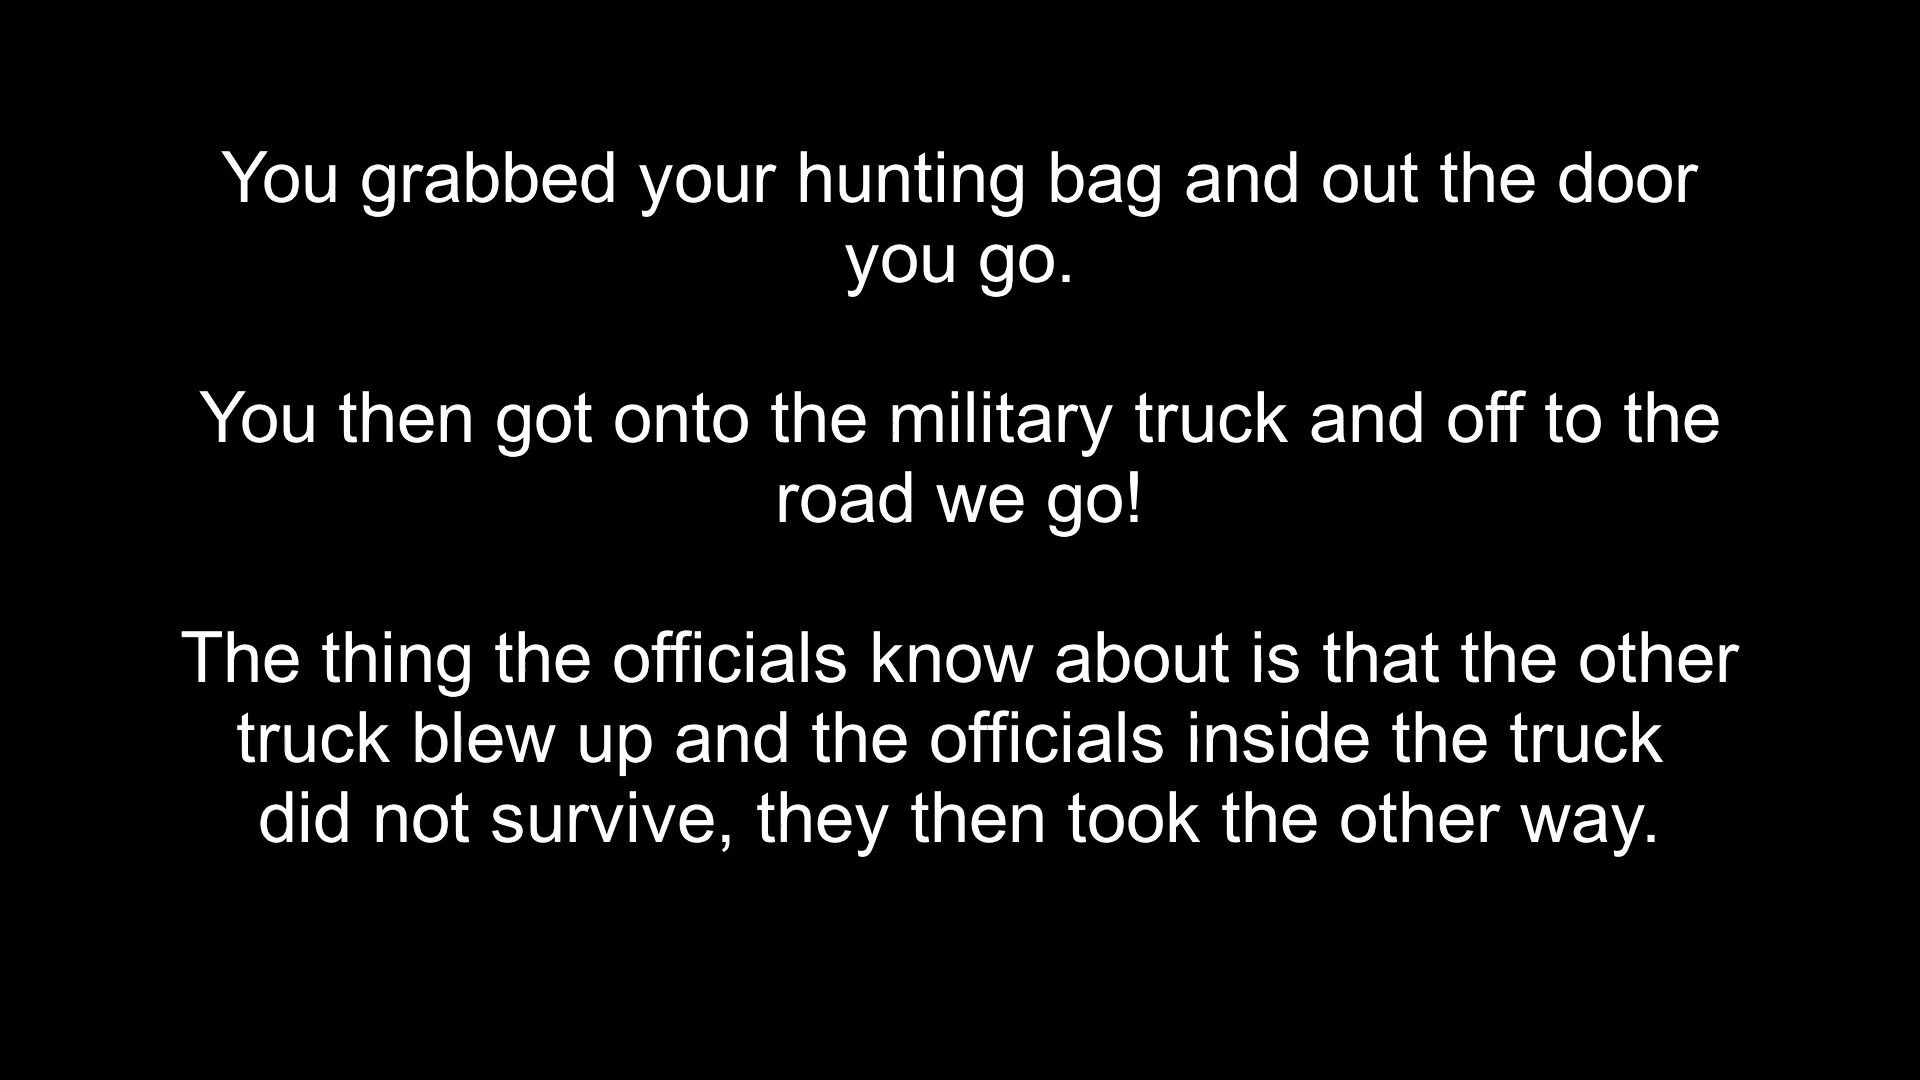 You grabbed your hunting bag and out the door
you go.
You then got onto the military truck and off to the
road we go!
The thing the officials know about is that the other
truck blew up and the officials inside the truck
did not survive, they then took the other way.